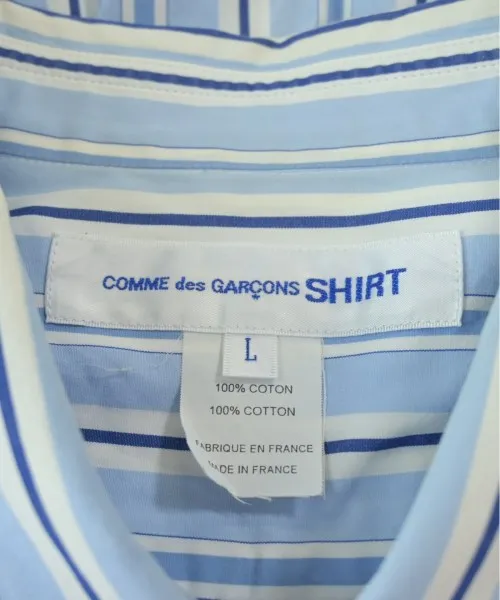 COMME des GARÇONS SHIRT
L
100% COTON
100% COTTON
FABRIQUE EN FRANCE
MADE IN FRANCE